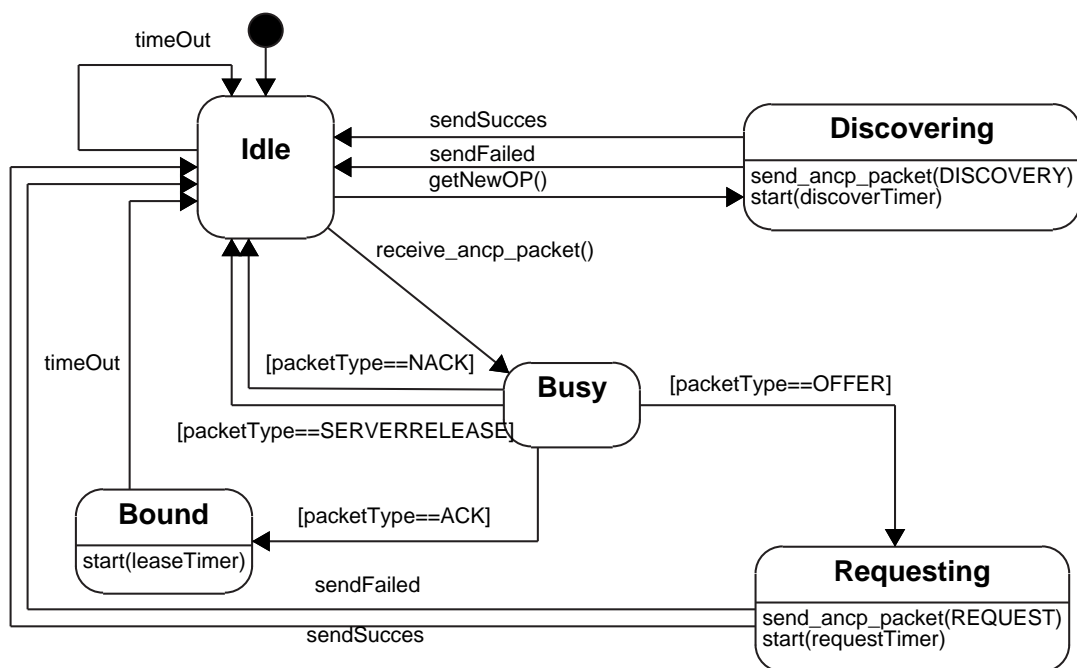 timeOut
Idle
sendSucces
sendFailed
getNewOP()
Discovering
send_ancp_packet(DISCOVERY)
start(discoverTimer)
receive_ancp_packet()
timeOut
[packetType==NACK]
Busy
[packetType==OFFER]
[packetType==SERVERRELEASE]
Bound
start(leaseTimer)
[packetType==ACK]
Requesting
send_ancp_packet(REQUEST)
start(requestTimer)
sendFailed
sendSucces